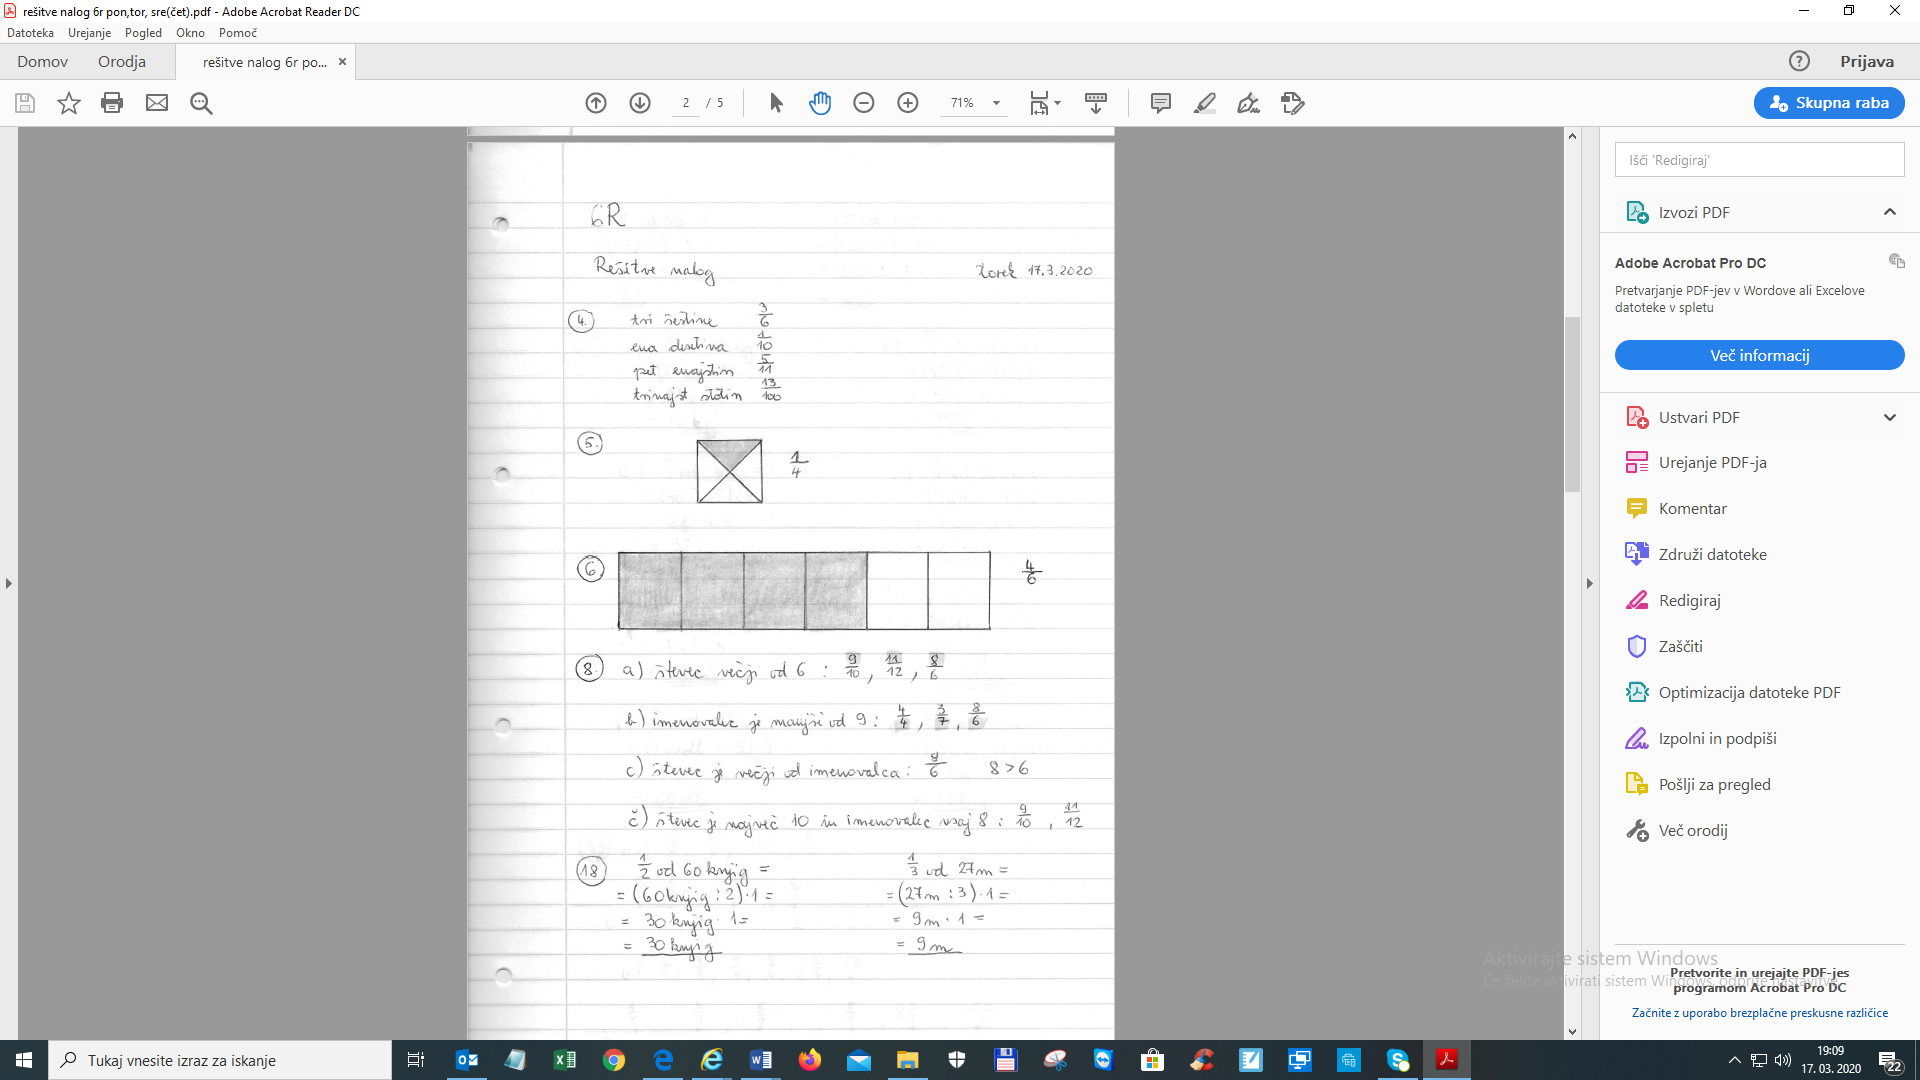 rešitve nalog 6r pon,tor, sre(čet).pdf - Adobe Acrobat Reader DC
Datoteka Urejanje Pogled Okno Pomoč
Domov Orodja rešitve nalog 6r po... × Prijava
2 / 5 71% Skupna raba
6R
Rešitve nalog torek 17.3.2020
4. tri šestine 3/6
ena desetina 1/10
pet enajstin 5/11
trinajst stotin 13/100
5. 1/4
6 4/6
8. a) števec večji od 6 : 9/10, 11/12, 8/6
b) imenovalec je manjši od 9 : 4/4, 3/7, 8/6
c) števec je večji od imenovalca : 8/6 8 > 6
č) števec je največ 10 in imenovalec vsaj 8 : 9/10, 11/12
18 1/2 od 60 knjig = 1/3 od 27m =
= (60 knjig : 2) · 1 = = (27m : 3) · 1 =
= 30 knjig · 1 = = 9m · 1 =
= 30 knjig = 9m
Išči 'Redigiraj'
Izvozi PDF
Adobe Acrobat Pro DC
Pretvarjanje PDF-jev v Wordove ali Excelove
datoteke v spletu
Več informacij
Ustvari PDF
Urejanje PDF-ja
Komentar
Združi datoteke
Redigiraj
Zaščiti
Optimizacija datoteke PDF
Izpolni in podpiši
Pošlji za pregled
Več orodij
Aktivirajte sistem Windows
Če želite aktivirati sistem Windows, odprite nastavitve.
Pretvorite in urejajte PDF-jes
programom Acrobat Pro DC
Začnite z uporabo brezplačne preskusne različice
Tukaj vnesite izraz za iskanje
19:09
17. 03. 2020
22